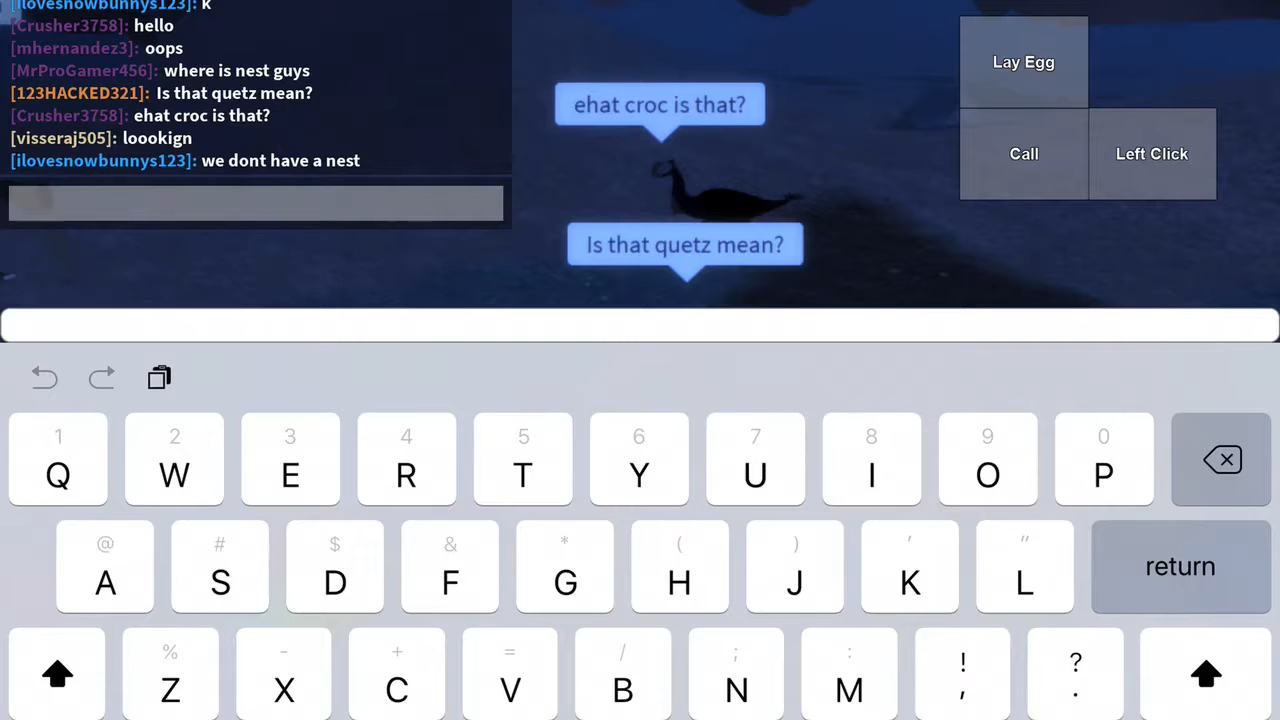 [ilovesnowbunnys123]: k
[Crusher3758]: hello
[mhernandez3]: oops
[MrProGamer456]: where is nest guys
[123HACKED321]: Is that quetz mean?
[Crusher3758]: ehat croc is that?
[visseraj505]: loookign
[ilovesnowbunnys123]: we dont have a nest
ehat croc is that?
Is that quetz mean?
Lay Egg
Call Left Click
1 2 3 4 5 6 7 8 9 0
Q W E R T Y U I O P
@ # $ & * ( ) ' "
A S D F G H J K L return
% - + = / ; : ! ?
Z X C V B N M , .